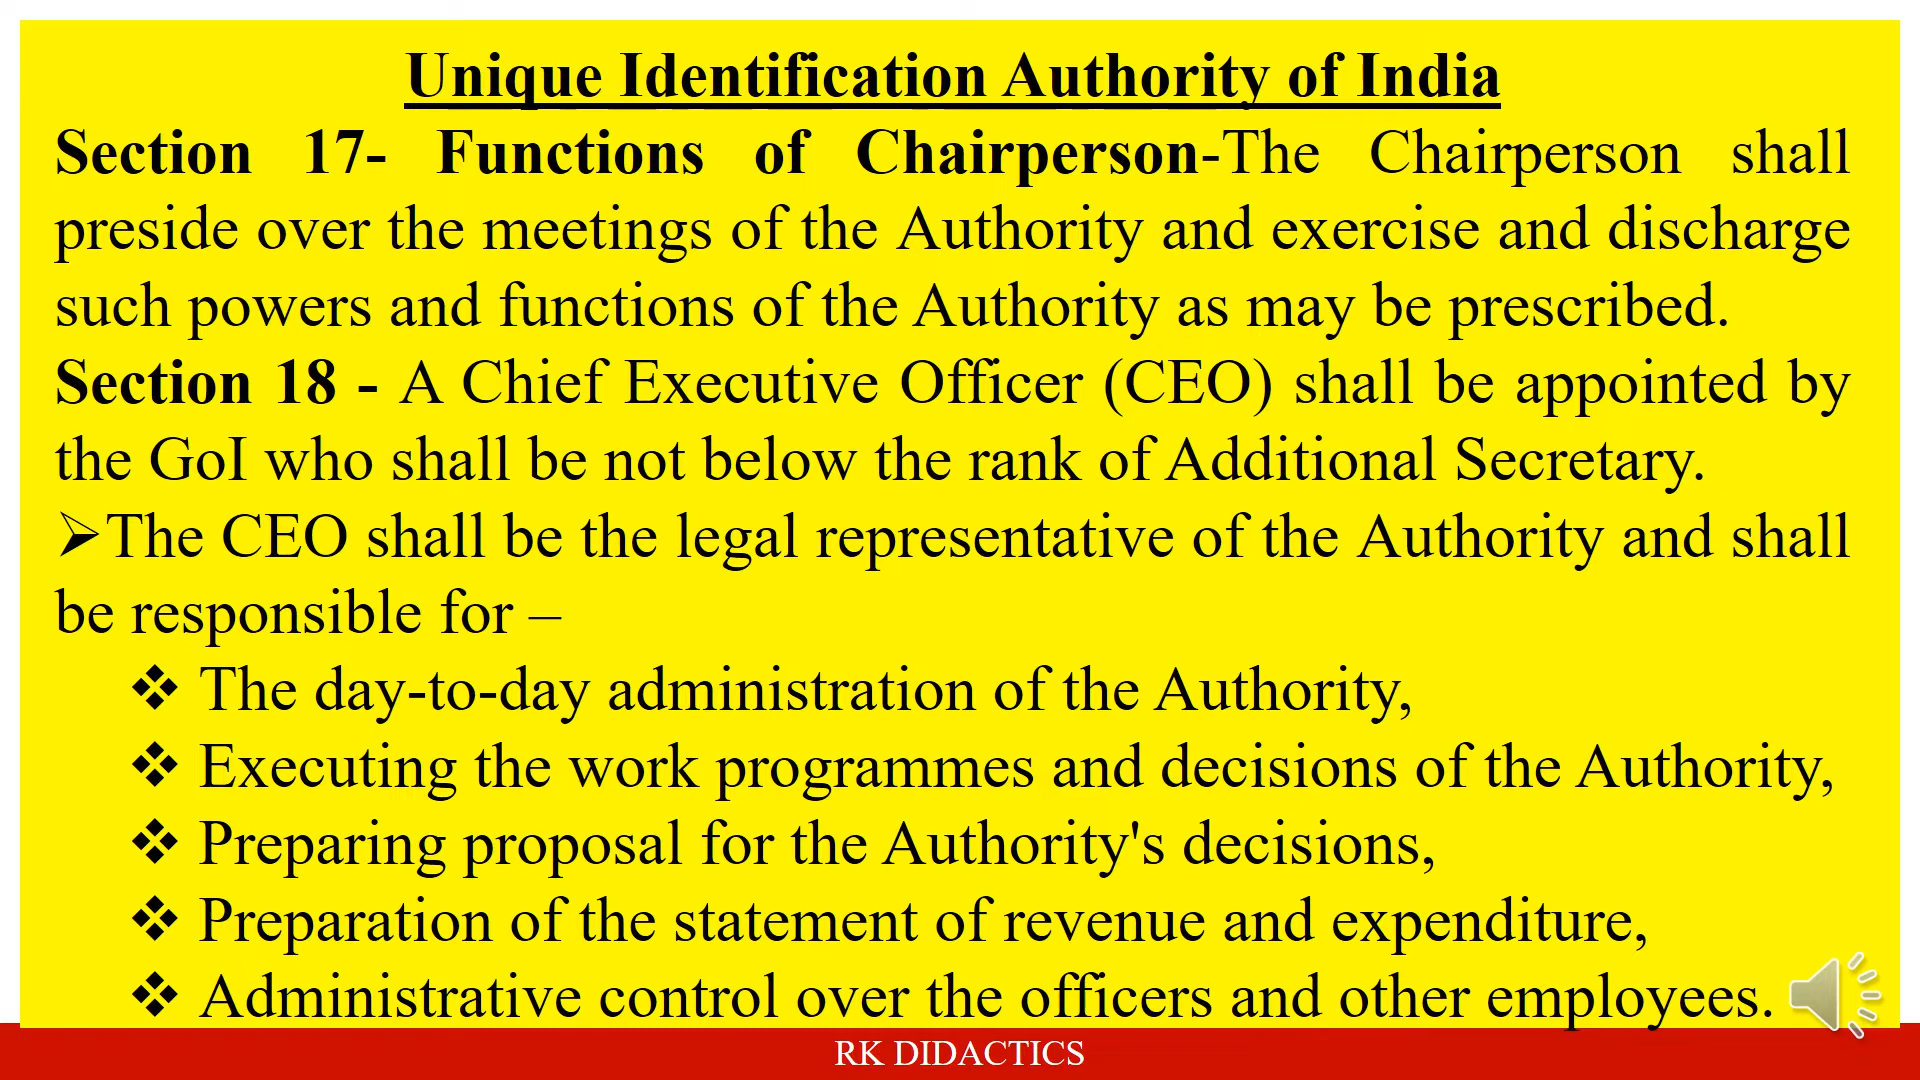 Unique Identification Authority of India
Section 17- Functions of Chairperson-The Chairperson shall
preside over the meetings of the Authority and exercise and discharge
such powers and functions of the Authority as may be prescribed.
Section 18 - A Chief Executive Officer (CEO) shall be appointed by
the GoI who shall be not below the rank of Additional Secretary.
➢The CEO shall be the legal representative of the Authority and shall
be responsible for –
❖ The day-to-day administration of the Authority,
❖ Executing the work programmes and decisions of the Authority,
❖ Preparing proposal for the Authority's decisions,
❖ Preparation of the statement of revenue and expenditure,
❖ Administrative control over the officers and other employees.
RK DIDACTICS